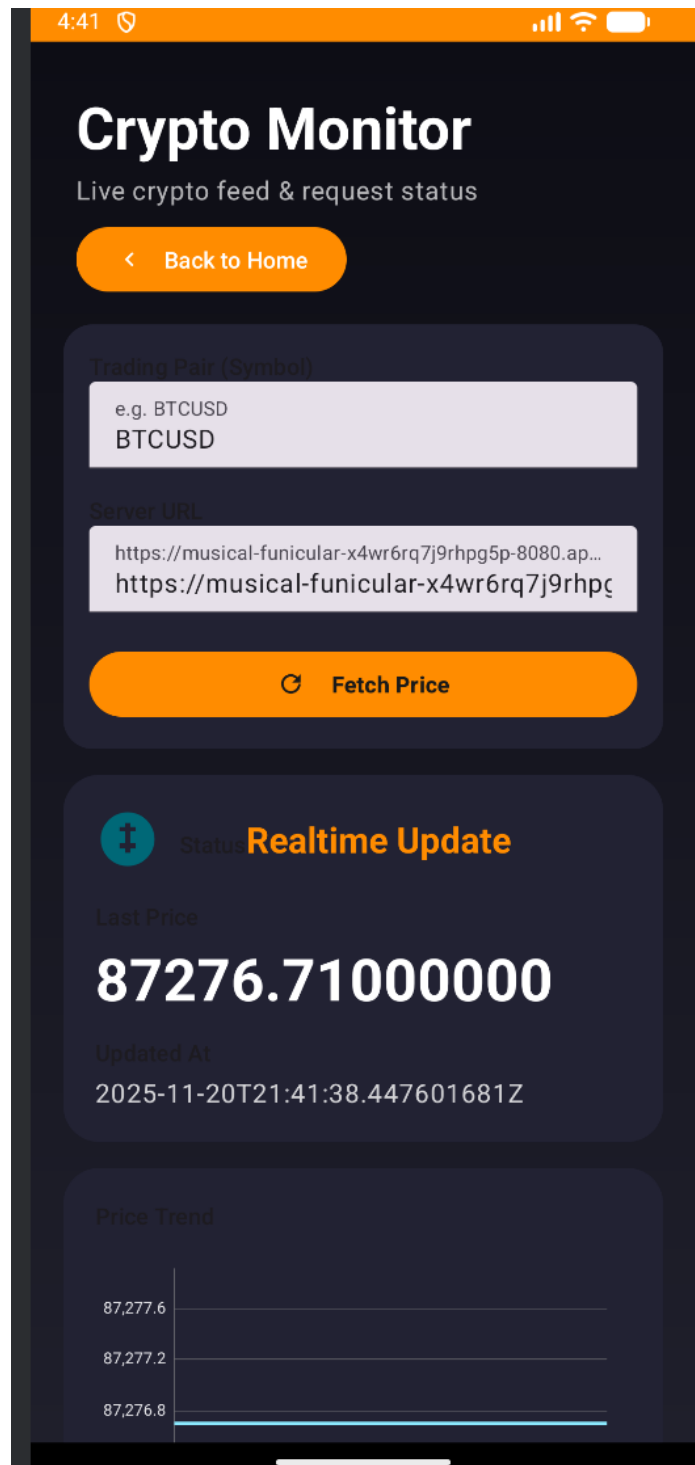 4:41
Crypto Monitor
Live crypto feed & request status
Back to Home
Trading Pair (Symbol)
e.g. BTCUSD
BTCUSD
Server URL
https://musical-funicular-x4wr6rq7j9rhpg5p-8080.ap...
https://musical-funicular-x4wr6rq7j9rhpg
Fetch Price
Status Realtime Update
Last Price
87276.71000000
Updated At
2025-11-20T21:41:38.447601681Z
Price Trend
87,277.6
87,277.2
87,276.8